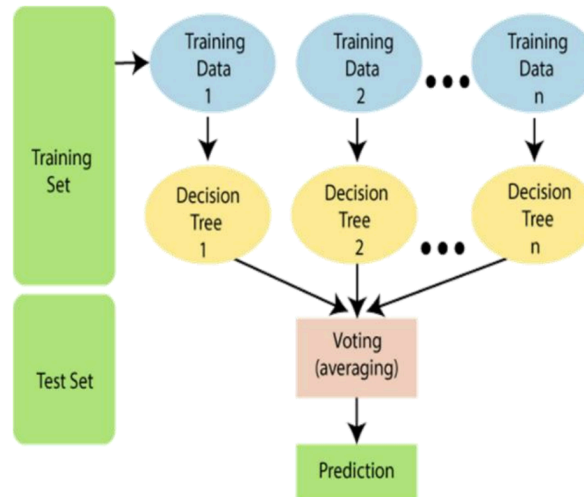 Training
Data
1
Training
Data
2
Training
Data
n
Training
Set
Decision
Tree
1
Decision
Tree
2
Decision
Tree
n
Test Set
Voting
(averaging)
Prediction